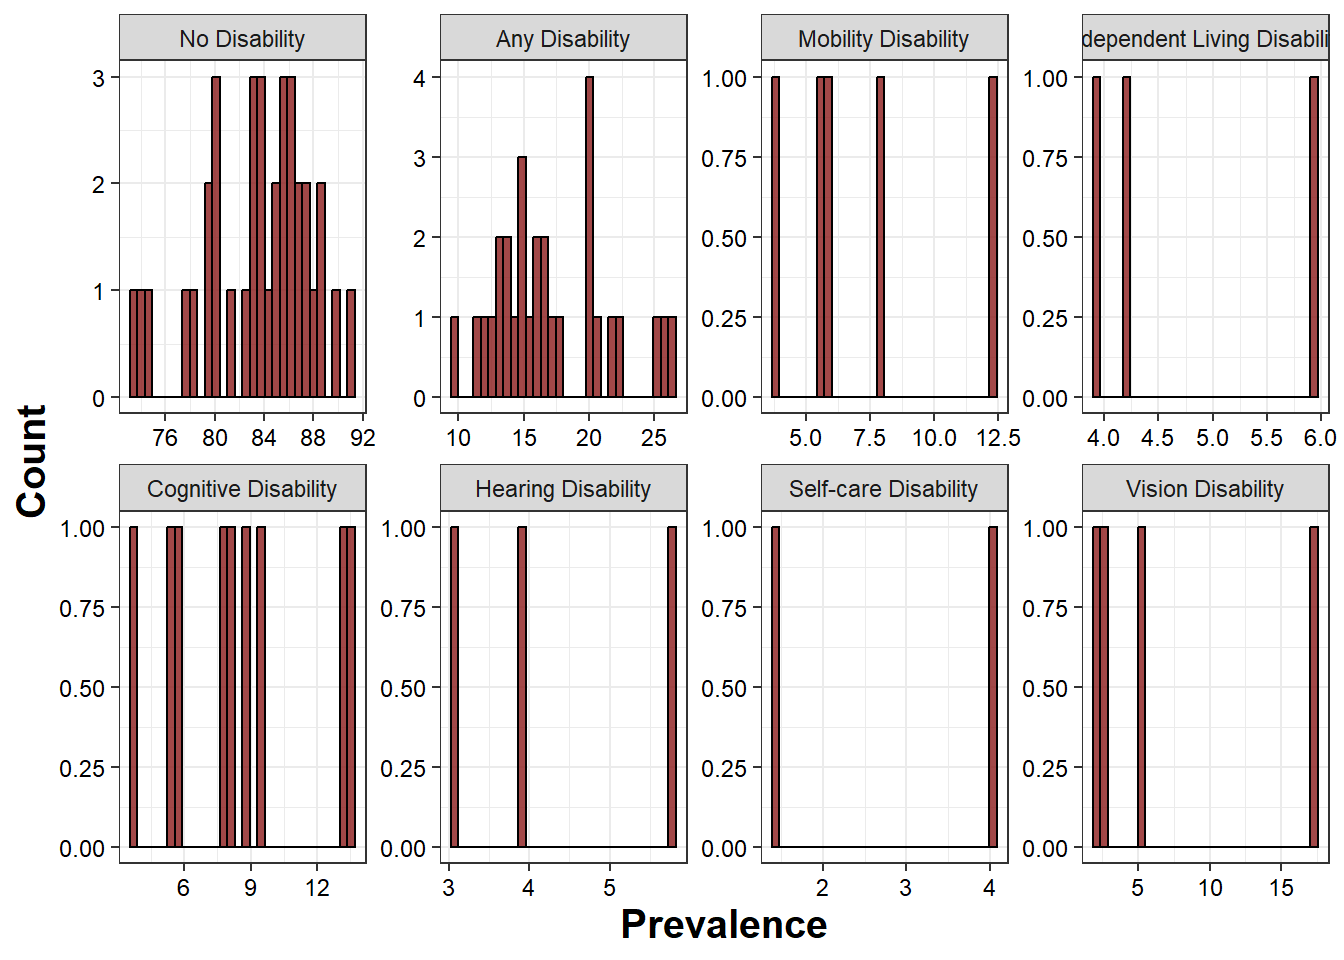 No Disability
Any Disability
Mobility Disability
dependent Living Disabili
3
2
1
0
76 80 84 88 92
4
3
2
1
0
10 15 20 25
1.00
0.75
0.50
0.25
0.00
5.0 7.5 10.0 12.5
1.00
0.75
0.50
0.25
0.00
4.0 4.5 5.0 5.5 6.0
Count
Cognitive Disability
Hearing Disability
Self-care Disability
Vision Disability
1.00
0.75
0.50
0.25
0.00
6 9 12
1.00
0.75
0.50
0.25
0.00
3 4 5
1.00
0.75
0.50
0.25
0.00
2 3 4
1.00
0.75
0.50
0.25
0.00
5 10 15
Prevalence